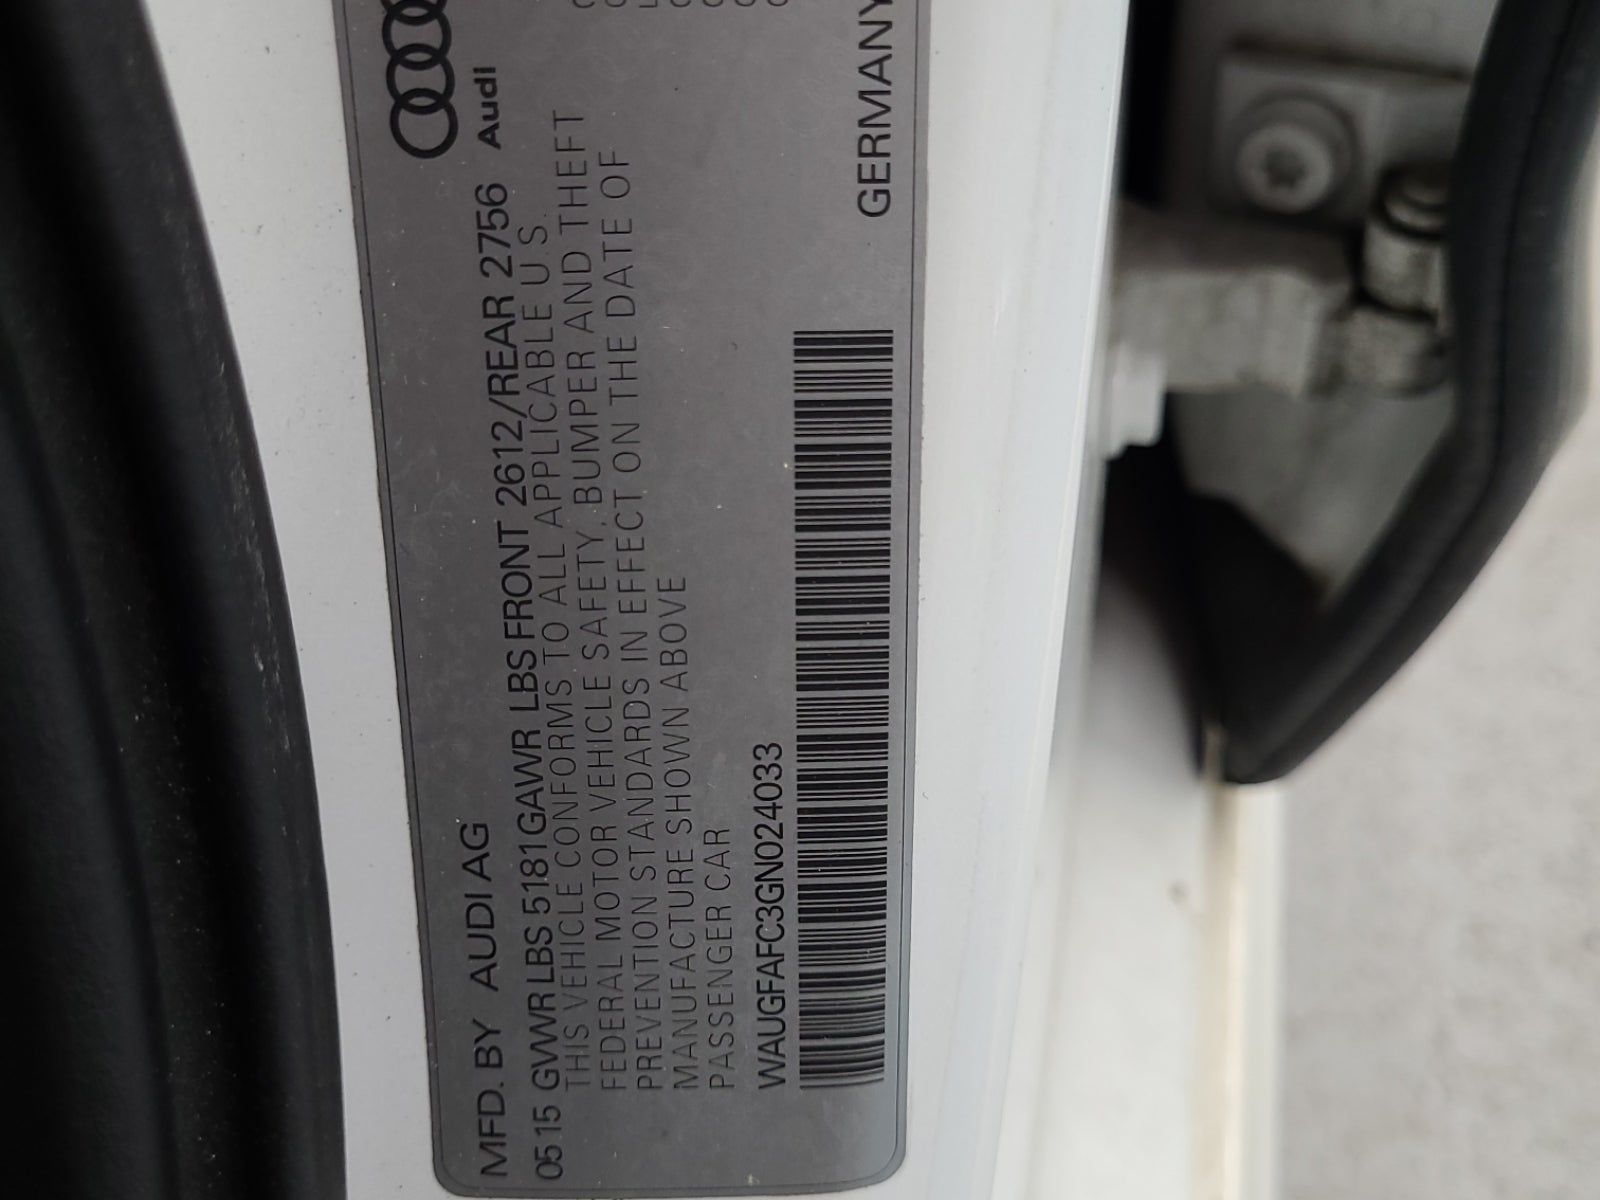 MFD. BY AUDI AG
Audi
05 15 GVWR LBS 5181 GAWR LBS FRONT 2612/REAR 2756
THIS VEHICLE CONFORMS TO ALL APPLICABLE U.S.
FEDERAL MOTOR VEHICLE SAFETY, BUMPER AND THEFT
PREVENTION STANDARDS IN EFFECT ON THE DATE OF
MANUFACTURE SHOWN ABOVE
PASSENGER CAR
WAUGFAFC3GN024033
GERMANY